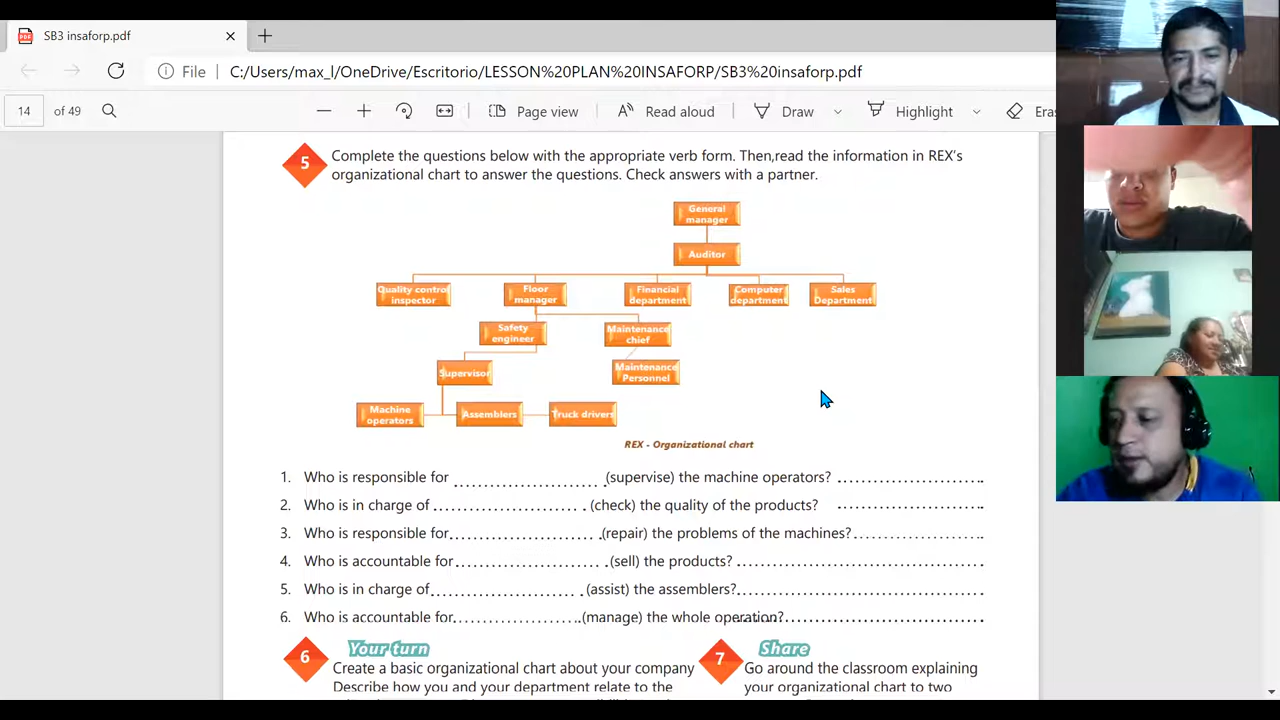 SB3 insaforp.pdf
File
C:/Users/max_l/OneDrive/Escritorio/LESSON%20PLAN%20INSAFORP/SB3%20insaforp.pdf
14 of 49
Page view
Read aloud
Draw
Highlight
Eras
5
Complete the questions below with the appropriate verb form. Then,read the information in REX's
organizational chart to answer the questions. Check answers with a partner.
General
manager
Auditor
Quality control
inspector
Floor
manager
Financial
department
Computer
department
Sales
Department
Safety
engineer
Maintenance
chief
Supervisor
Maintenance
Personnel
Machine
operators
Assemblers
Truck drivers
REX - Organizational chart
1. Who is responsible for ........................ (supervise) the machine operators? ........................
2. Who is in charge of ........................ (check) the quality of the products? ........................
3. Who is responsible for........................ (repair) the problems of the machines?........................
4. Who is accountable for........................ (sell) the products? ........................
5. Who is in charge of........................ (assist) the assemblers?........................
6. Who is accountable for........................(manage) the whole operation?........................
6
Your turn
Create a basic organizational chart about your company
Describe how you and your department relate to the
7
Share
Go around the classroom explaining
your organizational chart to two